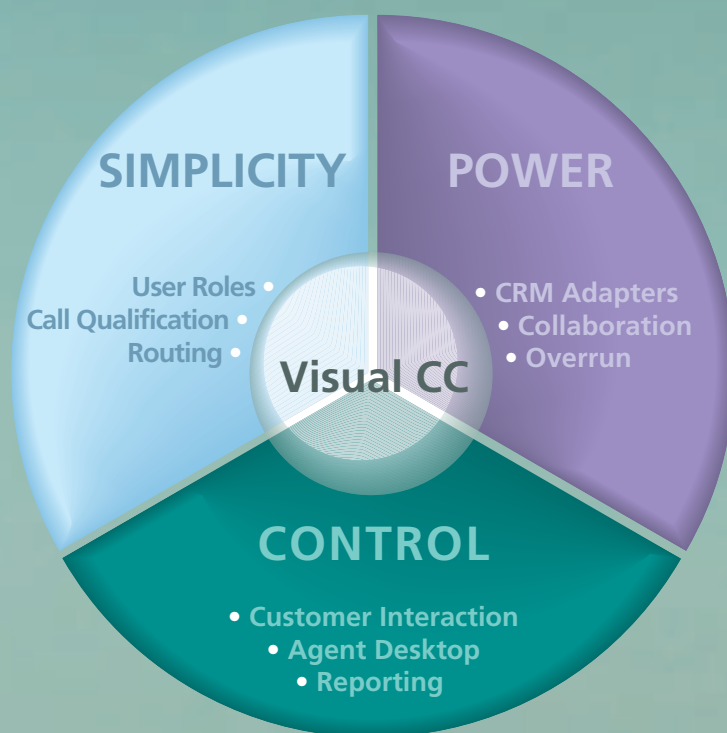 SIMPLICITY
User Roles •
Call Qualification •
Routing •
POWER
• CRM Adapters
• Collaboration
• Overrun
Visual CC
CONTROL
• Customer Interaction
• Agent Desktop
• Reporting